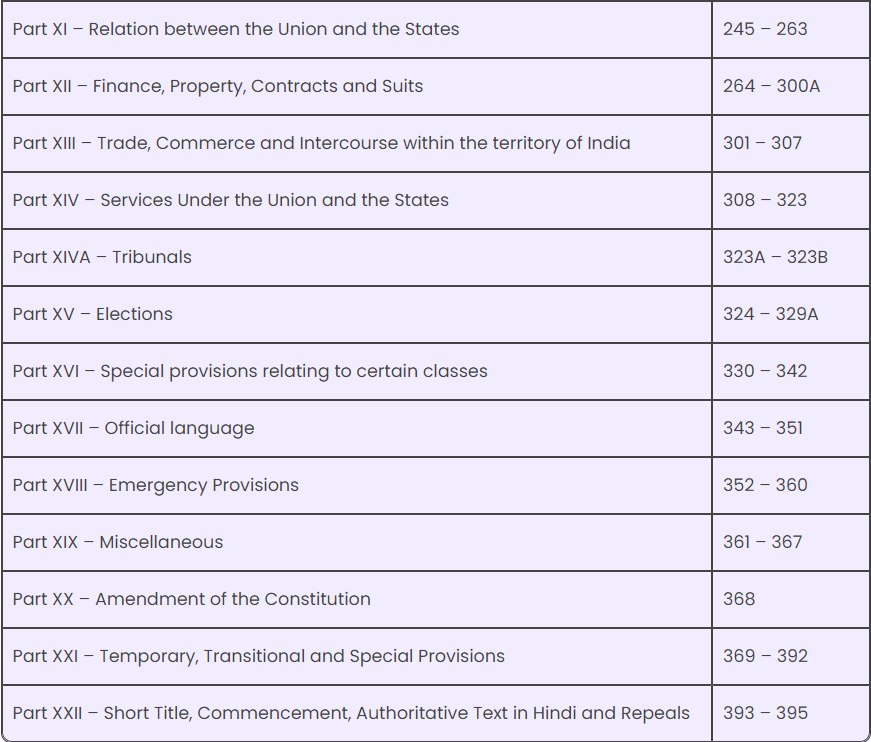 Part XI – Relation between the Union and the States 245 – 263
Part XII – Finance, Property, Contracts and Suits 264 – 300A
Part XIII – Trade, Commerce and Intercourse within the territory of India 301 – 307
Part XIV – Services Under the Union and the States 308 – 323
Part XIVA – Tribunals 323A – 323B
Part XV – Elections 324 – 329A
Part XVI – Special provisions relating to certain classes 330 – 342
Part XVII – Official language 343 – 351
Part XVIII – Emergency Provisions 352 – 360
Part XIX – Miscellaneous 361 – 367
Part XX – Amendment of the Constitution 368
Part XXI – Temporary, Transitional and Special Provisions 369 – 392
Part XXII – Short Title, Commencement, Authoritative Text in Hindi and Repeals 393 – 395